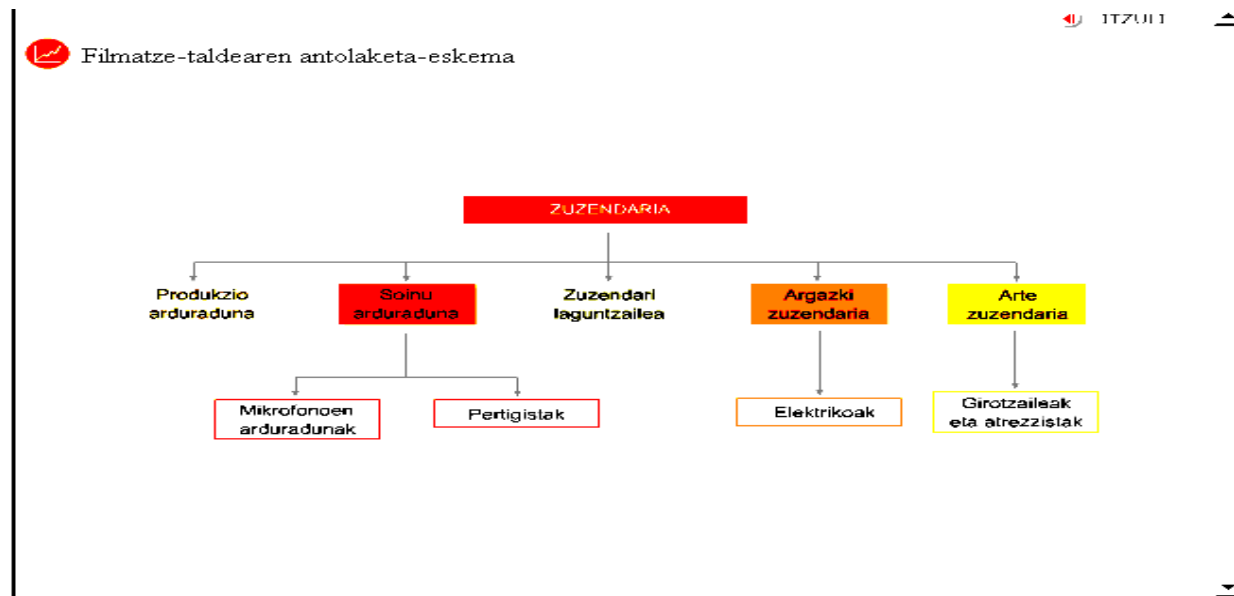 ITZULI
Filmatze-taldearen antolaketa-eskema
ZUZENDARIA
Produkzio
arduraduna
Soinu
arduraduna
Zuzendari
laguntzailea
Argazki
zuzendaria
Arte
zuzendaria
Mikrofonoen
arduradunak
Pertigistak
Elektrikoak
Girotzaileak
eta atrezzistak